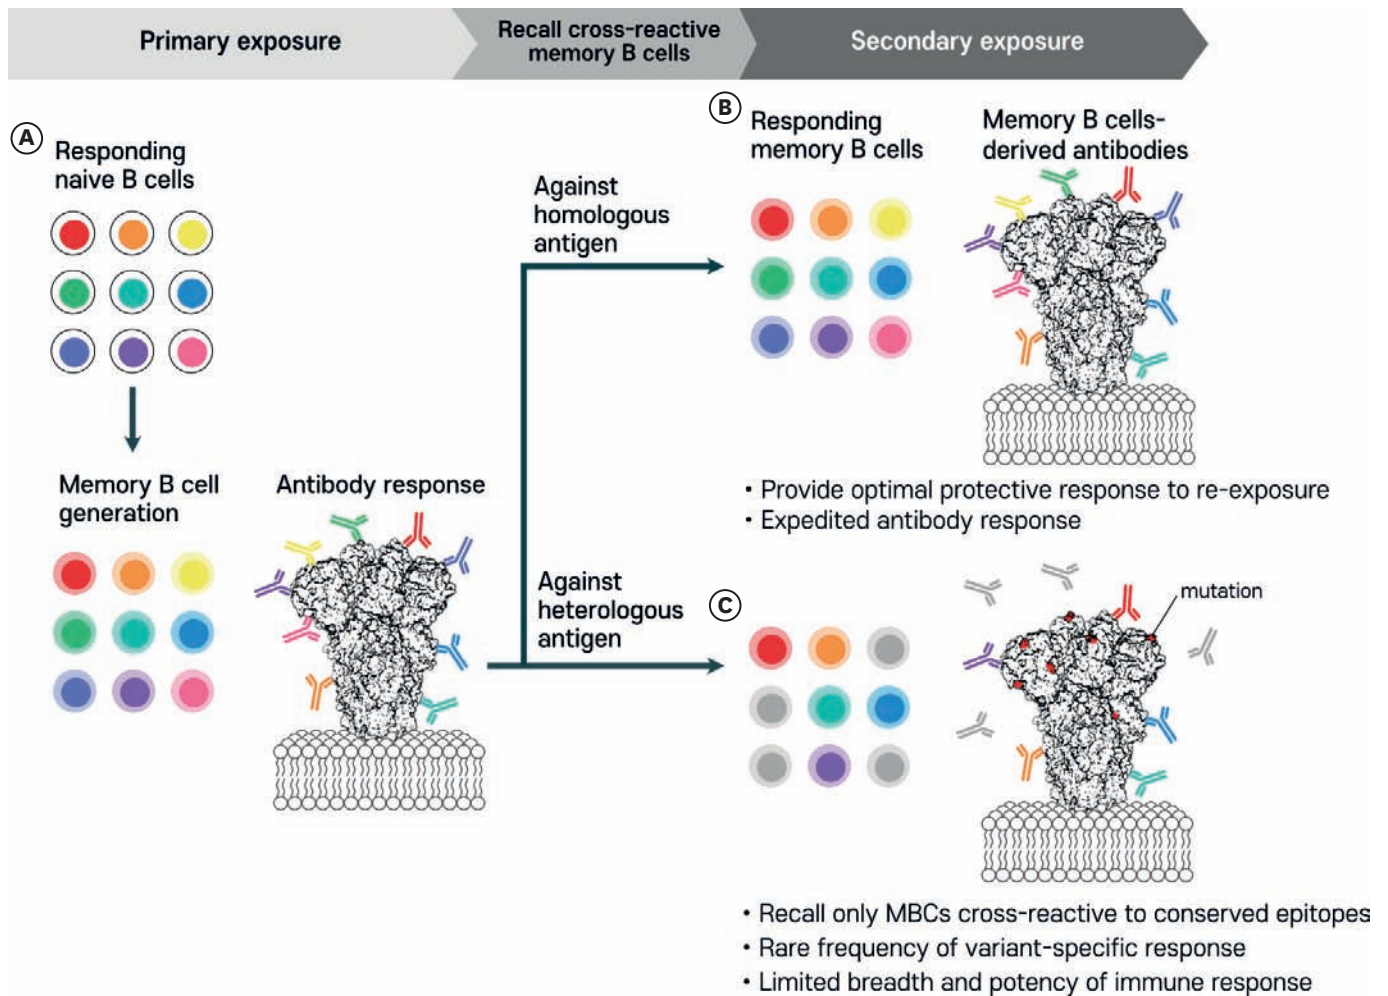 Primary exposure
Recall cross-reactive
memory B cells
Secondary exposure
A
Responding
naive B cells
Memory B cell
generation
Antibody response
Against
homologous
antigen
Against
heterologous
antigen
B
Responding
memory B cells
Memory B cells-
derived antibodies
• Provide optimal protective response to re-exposure
• Expedited antibody response
C
mutation
• Recall only MBCs cross-reactive to conserved epitopes
• Rare frequency of variant-specific response
• Limited breadth and potency of immune response